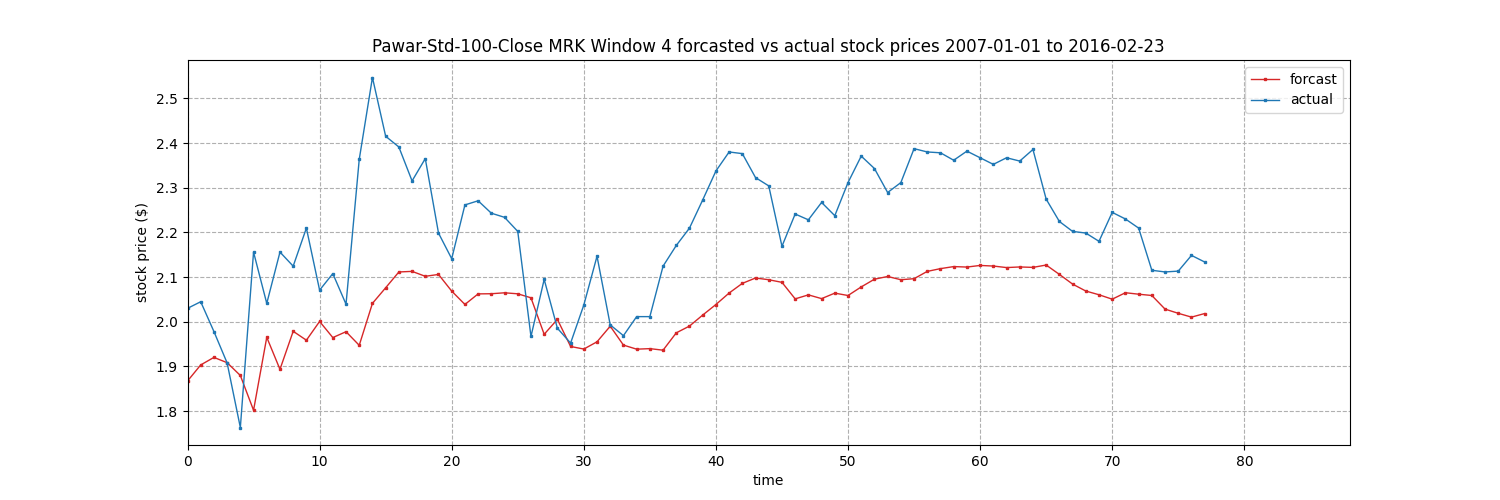 Pawar-Std-100-Close MRK Window 4 forcasted vs actual stock prices 2007-01-01 to 2016-02-23
forcast
actual
stock price ($)
2.5
2.4
2.3
2.2
2.1
2.0
1.9
1.8
0 10 20 30 40 50 60 70 80
time